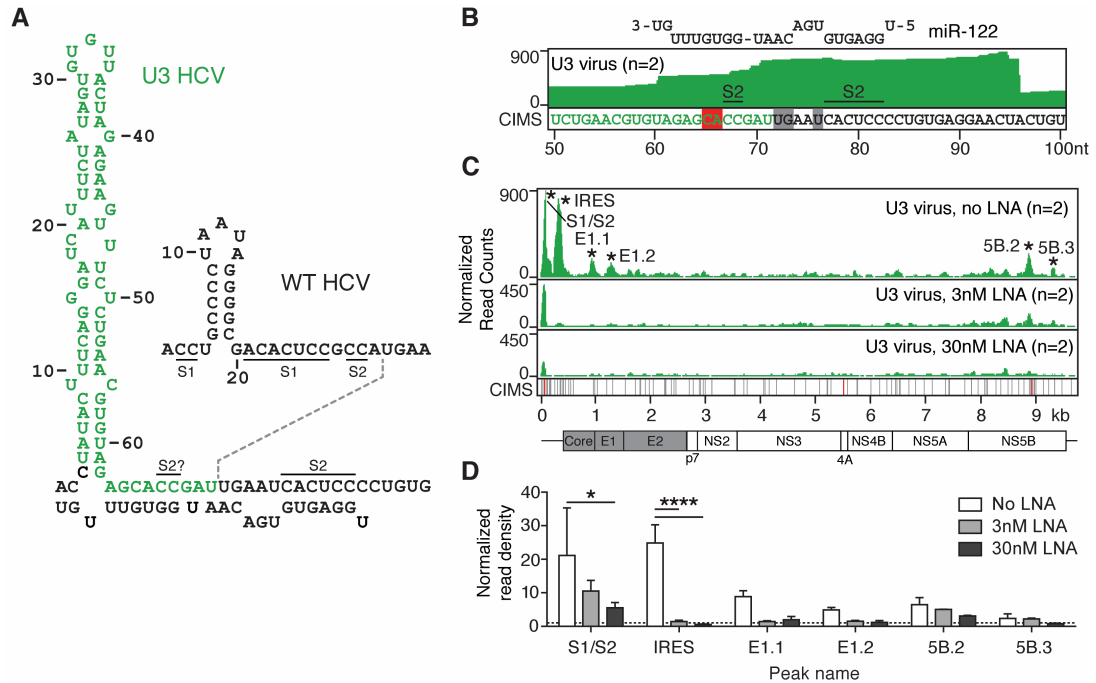 A
U3 HCV
30–
–40
20–
10–
WT HCV
–50
ACCU
GACACUCCGCCAUGAA
S1
20
S1
S2
10–
–60
S2?
S2
AC
AGCACCGAUUGAAUCACUCCCCUGUG
UG
U
UUGUGG U AAC
AGU
GUGAGG
U
B
3-UG
UUUGUGG-UAAC
AGU
GUGAGG
U-5
miR-122
900
U3 virus (n=2)
S2
S2
0
CIMS
UCUGAACGUGUAGAGCACCGAUUGAAUCACUCCCCUGUGAGGAACUACUGU
50
60
70
80
90
100nt
C
900
* * IRES
S1/S2
E1.1
* * E1.2
U3 virus, no LNA (n=2)
5B.2 * 5B.3
*
0
Normalized
Read Counts
450
U3 virus, 3nM LNA (n=2)
0
450
U3 virus, 30nM LNA (n=2)
0
CIMS
0 1 2 3 4 5 6 7 8 9 kb
Core E1 E2 NS2 NS3 NS4B NS5A NS5B
p7
4A
D
Normalized
read density
40
30
20
10
0
*
****
No LNA
3nM LNA
30nM LNA
S1/S2
IRES
E1.1
E1.2
5B.2
5B.3
Peak name